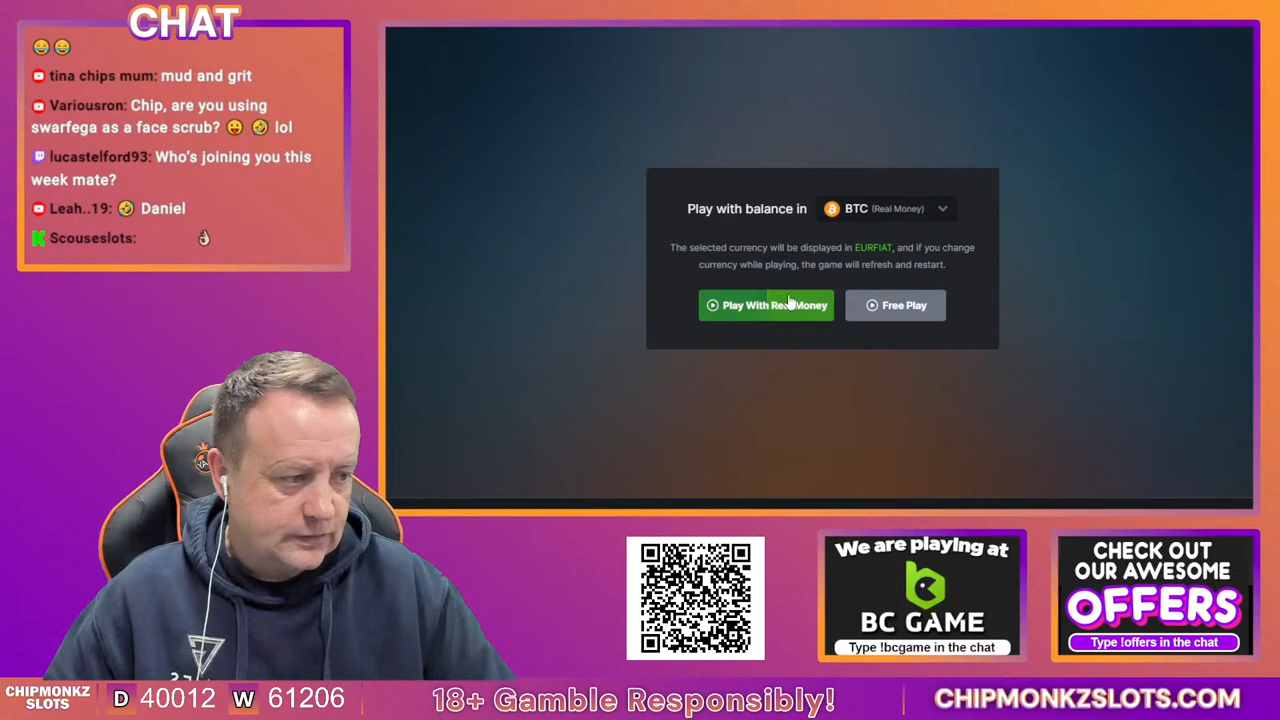 CHAT
😂 😂
tina chips mum: mud and grit
Variousron: Chip, are you using
swarfega as a face scrub? 😜 🤣 lol
lucastelford93: Who's joining you this
week mate?
Leah..19: 🤣 Daniel
Scouseslots: 👌🏻
Play with balance in BTC (Real Money)
The selected currency will be displayed in EURFIAT, and if you change
currency while playing, the game will refresh and restart.
Play With Real Money
Free Play
We are playing at
BC GAME
Type !bcgame in the chat
CHECK OUT
OUR AWESOME
OFFERS
Type !offers in the chat
CHIPMONKZ
SLOTS
D 40012 W 61206
18+ Gamble Responsibly!
CHIPMONKZSLOTS.COM